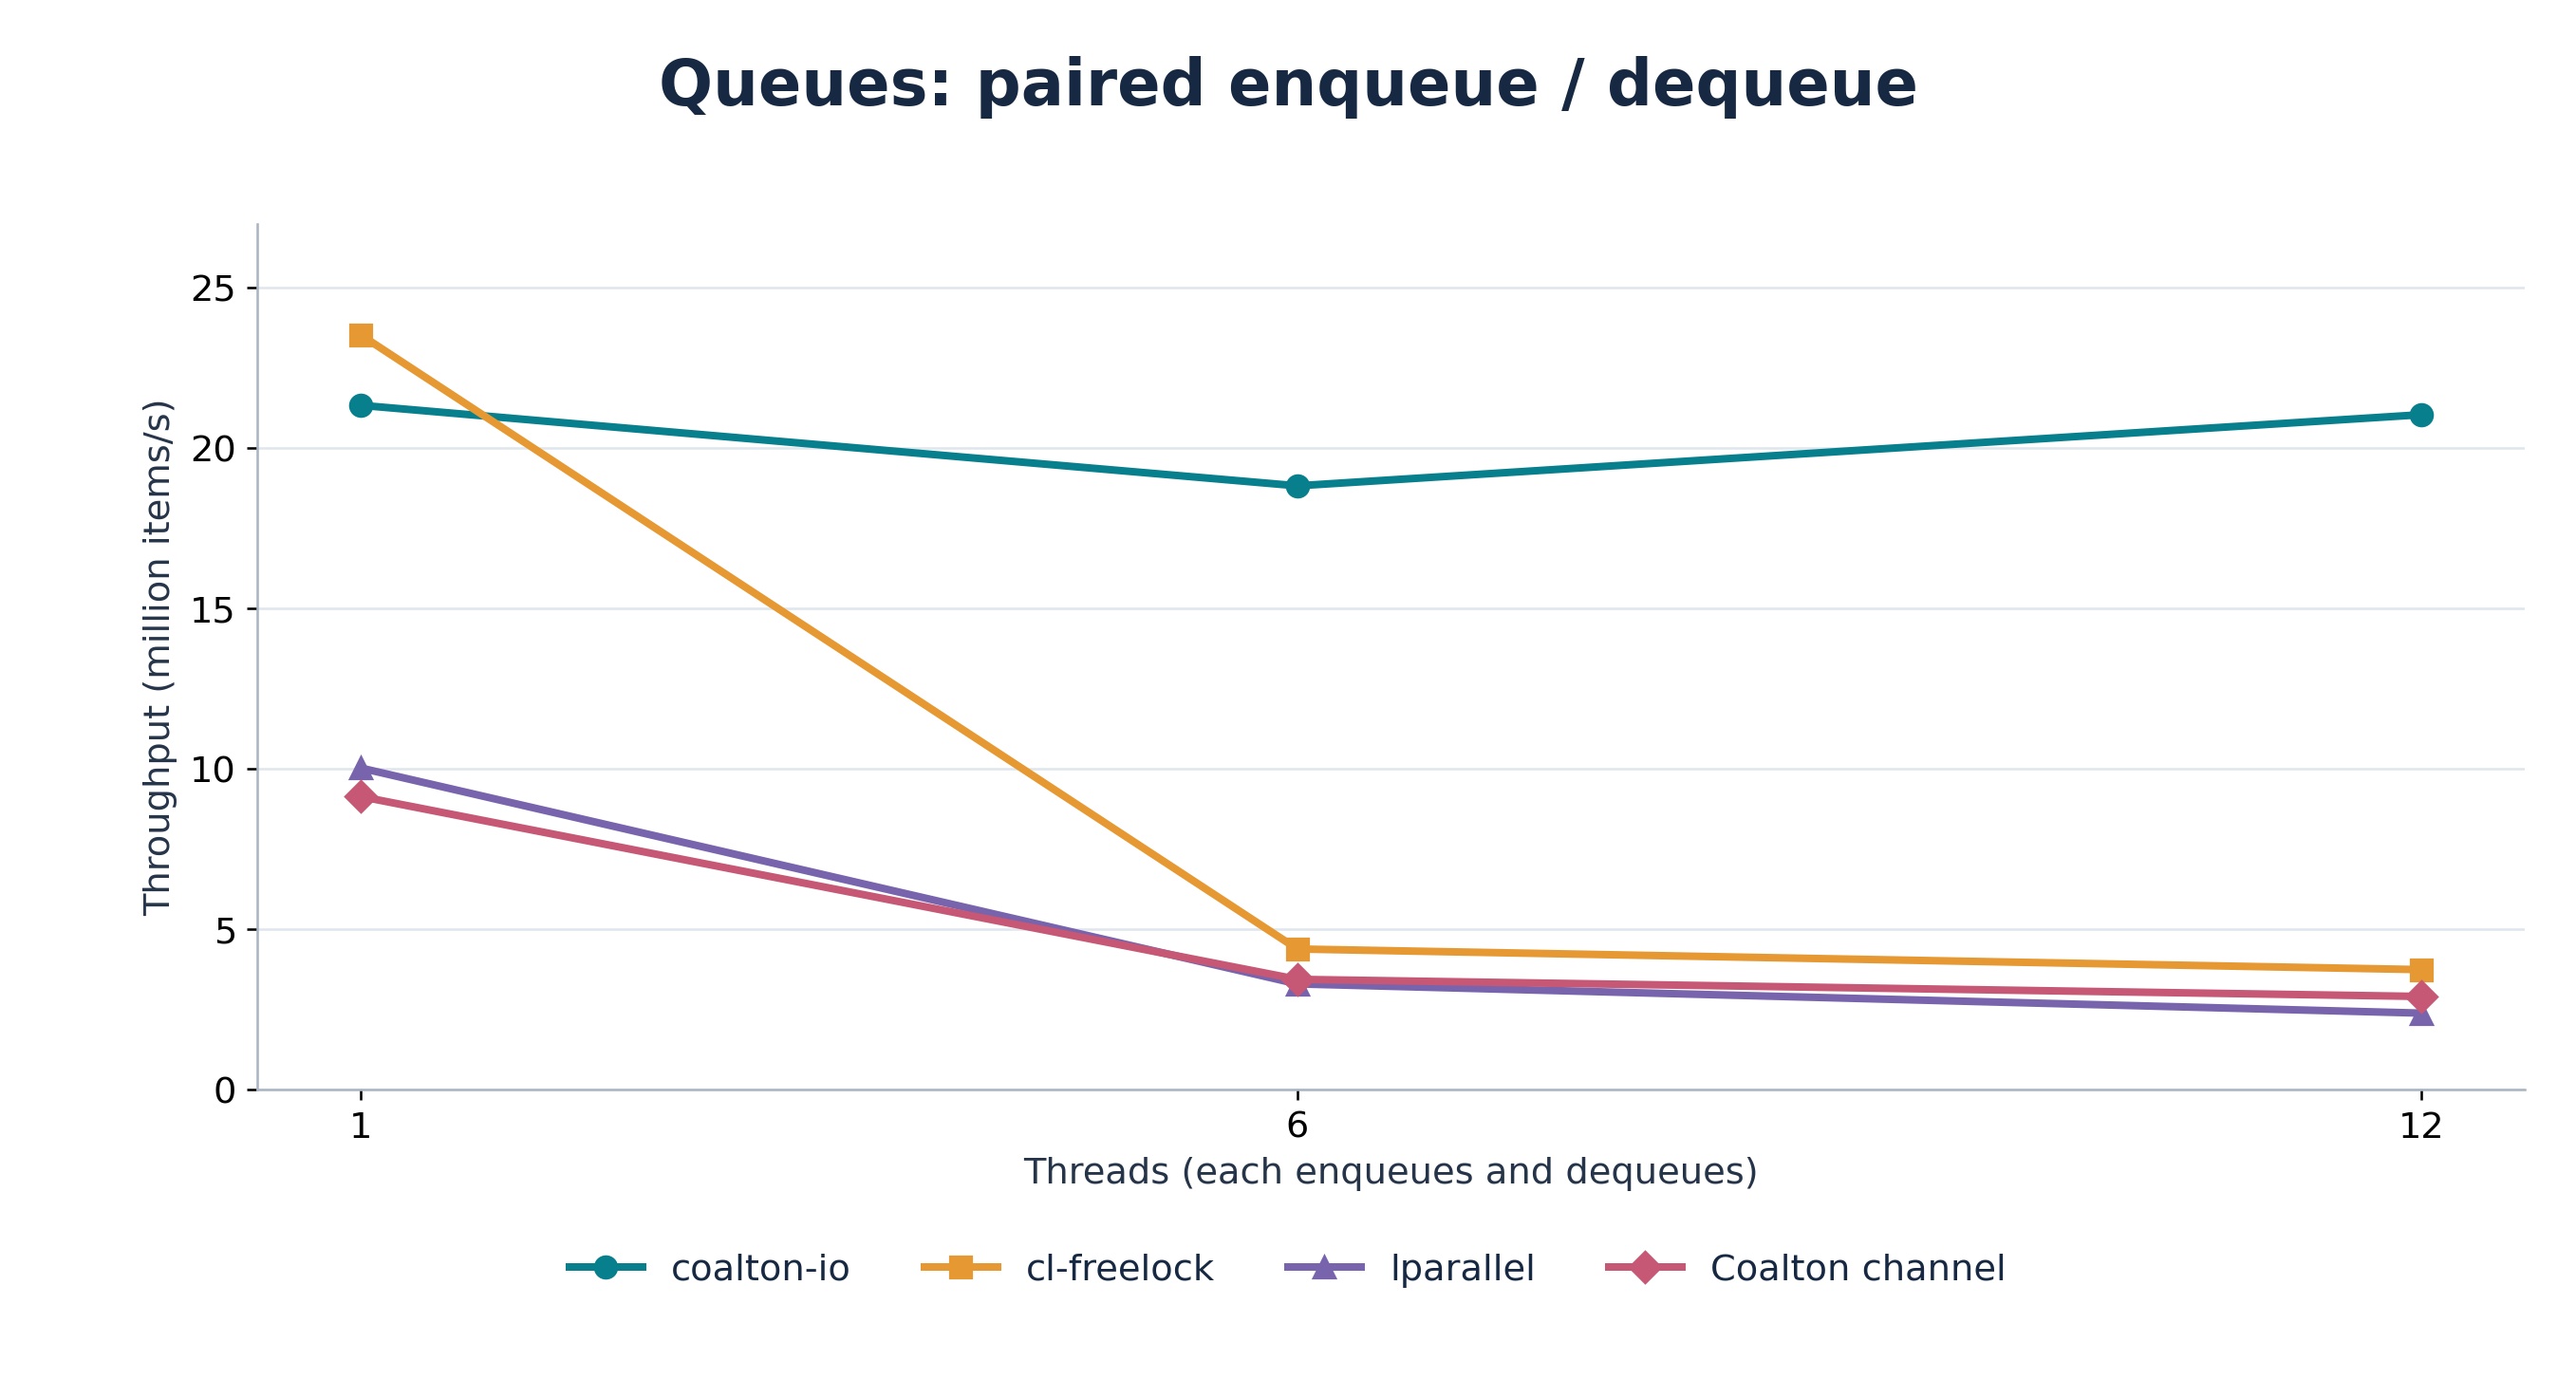 Queues: paired enqueue / dequeue
Throughput (million items/s)
25
20
15
10
5
0
1 6 12
Threads (each enqueues and dequeues)
coalton-io cl-freelock lparallel Coalton channel